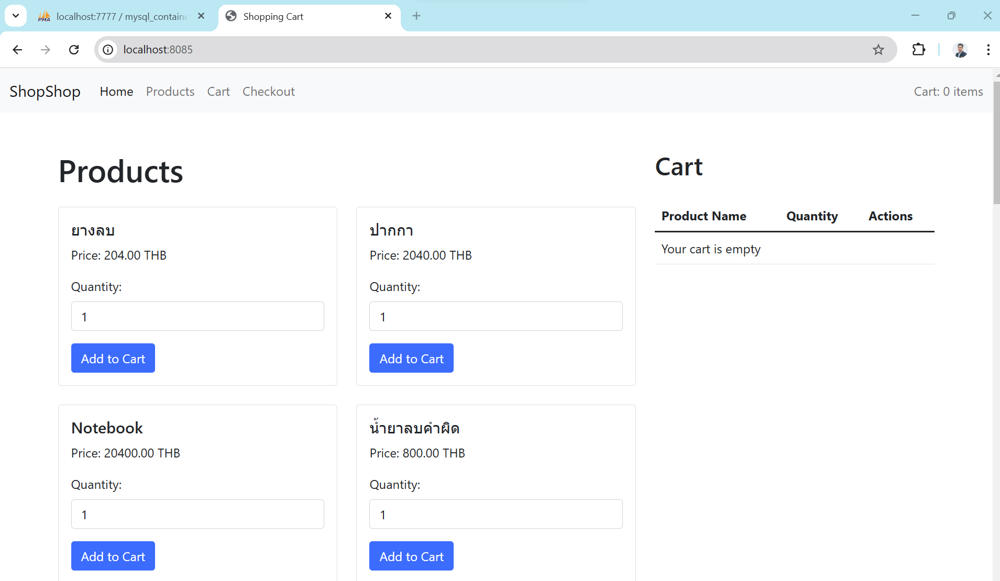 localhost:7777 / mysql_containe
Shopping Cart
localhost:8085
ShopShop Home Products Cart Checkout Cart: 0 items
Products
ยางลบ
Price: 204.00 THB
Quantity:
1
Add to Cart
ปากกา
Price: 2040.00 THB
Quantity:
1
Add to Cart
Notebook
Price: 20400.00 THB
Quantity:
1
Add to Cart
น้ำยาลบคำผิด
Price: 800.00 THB
Quantity:
1
Add to Cart
Cart
Product Name Quantity Actions
Your cart is empty